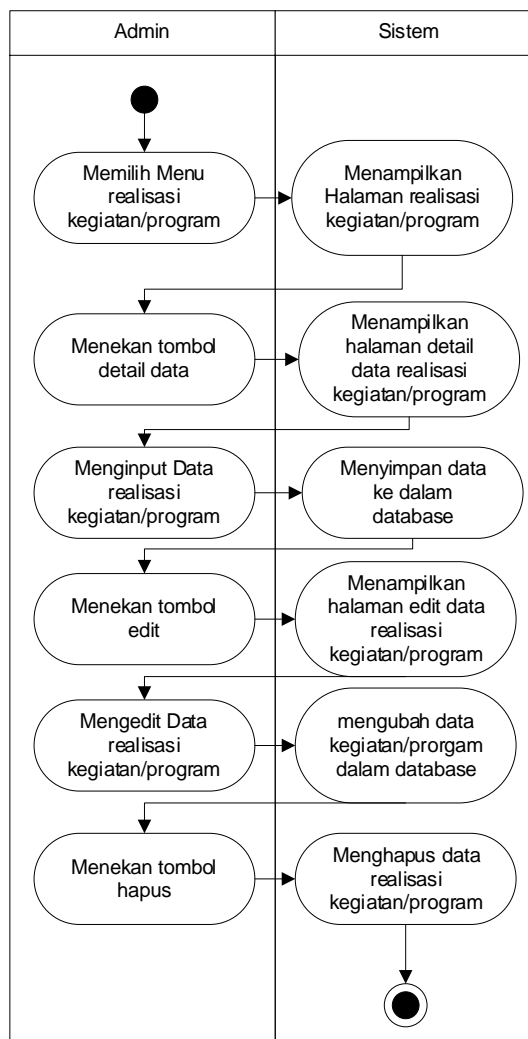 Admin
Sistem
Memilih Menu
realisasi
kegiatan/program
Menampilkan
Halaman realisasi
kegiatan/program
Menekan tombol
detail data
Menampilkan
halaman detail
data realisasi
kegiatan/program
Menginput Data
realisasi
kegiatan/program
Menyimpan data
ke dalam
database
Menekan tombol
edit
Menampilkan
halaman edit data
realisasi
kegiatan/program
Mengedit Data
realisasi
kegiatan/program
mengubah data
kegiatan/prorgam
dalam database
Menekan tombol
hapus
Menghapus data
realisasi
kegiatan/program